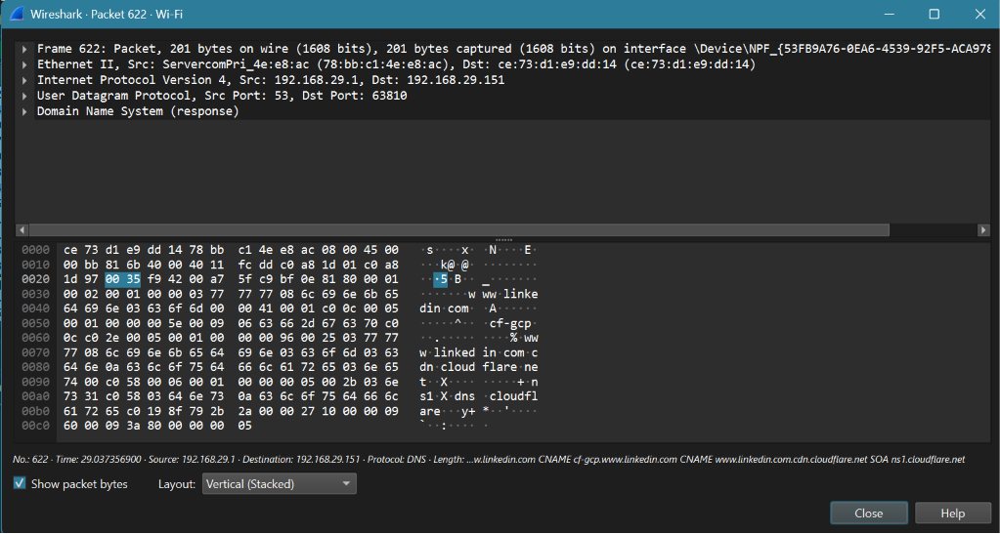 Wireshark · Packet 622 · Wi-Fi
Frame 622: Packet, 201 bytes on wire (1608 bits), 201 bytes captured (1608 bits) on interface \Device\NPF_{53FB9A76-0EA6-4539-92F5-ACA978
Ethernet II, Src: ServercomPri_4e:e8:ac (78:bb:c1:4e:e8:ac), Dst: ce:73:d1:e9:dd:14 (ce:73:d1:e9:dd:14)
Internet Protocol Version 4, Src: 192.168.29.1, Dst: 192.168.29.151
User Datagram Protocol, Src Port: 53, Dst Port: 63810
Domain Name System (response)
0000 ce 73 d1 e9 dd 14 78 bb c1 4e e8 ac 08 00 45 00 ·s····x· ·N····E·
0010 00 bb 81 6b 40 00 40 11 fc dd c0 a8 1d 01 c0 a8 ···k@·@· ········
0020 1d 97 00 35 f9 42 00 a7 5f c9 bf 0e 81 80 00 01 ···5·B·· _·······
0030 00 02 00 01 00 00 03 77 77 77 08 6c 69 6e 6b 65 ·······w ww·linke
0040 64 69 6e 03 63 6f 6d 00 00 41 00 01 c0 0c 00 05 din·com· ·A······
0050 00 01 00 00 00 5e 00 09 06 63 66 2d 67 63 70 c0 ·····^·· ·cf-gcp·
0060 0c c0 2e 00 05 00 01 00 00 00 96 00 25 03 77 77 ··.····· ····%·ww
0070 77 08 6c 69 6e 6b 65 64 69 6e 03 63 6f 6d 03 63 w·linked in·com·c
0080 64 6e 0a 63 6c 6f 75 64 66 6c 61 72 65 03 6e 65 dn·cloud flare·ne
0090 74 00 c0 58 00 06 00 01 00 00 00 05 00 2b 03 6e t··X···· ·····+·n
00a0 73 31 c0 58 03 64 6e 73 0a 63 6c 6f 75 64 66 6c s1·X·dns ·cloudfl
00b0 61 72 65 c0 19 8f 79 2b 2a 00 00 27 10 00 00 09 are···y+ *··'····
00c0 60 00 09 3a 80 00 00 00 05 `··:···· ·
No.: 622 · Time: 29.037356900 · Source: 192.168.29.1 · Destination: 192.168.29.151 · Protocol: DNS · Length: ...w.linkedin.com CNAME cf-gcp.www.linkedin.com CNAME www.linkedin.com.cdn.cloudflare.net SOA ns1.cloudflare.net
Show packet bytes Layout: Vertical (Stacked)
Close Help